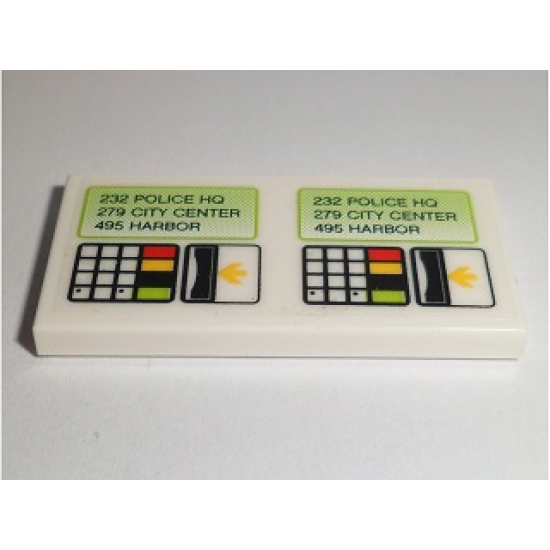 232 POLICE HQ
279 CITY CENTER
495 HARBOR
232 POLICE HQ
279 CITY CENTER
495 HARBOR